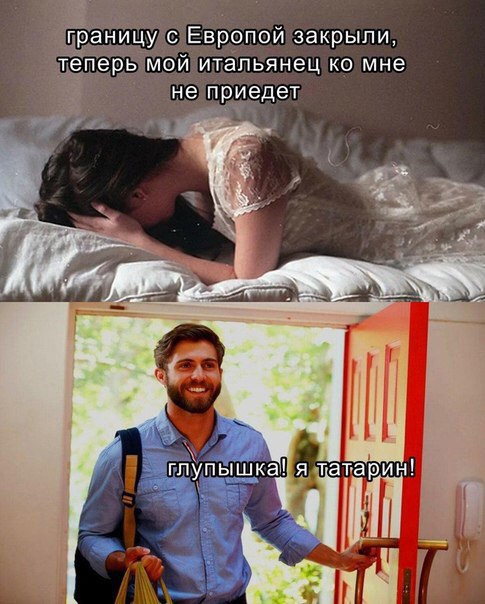 границу с Европой закрыли,
теперь мой итальянец ко мне
не приедет
глупышка! я татарин!